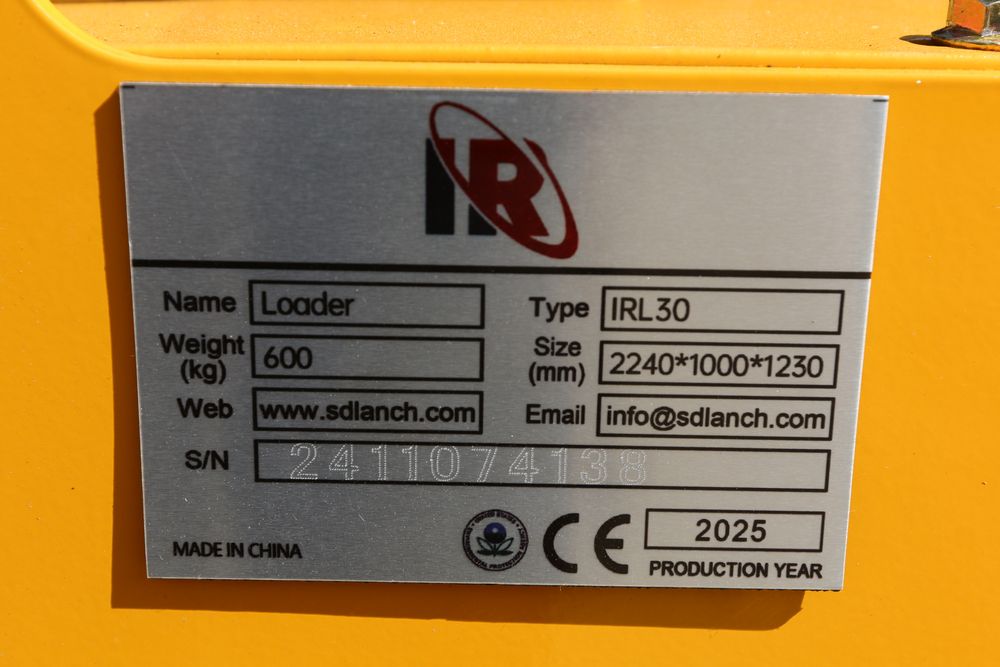 IR
Name Loader Type IRL30
Weight (kg) 600 Size (mm) 2240*1000*1230
Web www.sdlanch.com Email info@sdlanch.com
S/N 2411074138
MADE IN CHINA CE 2025
PRODUCTION YEAR